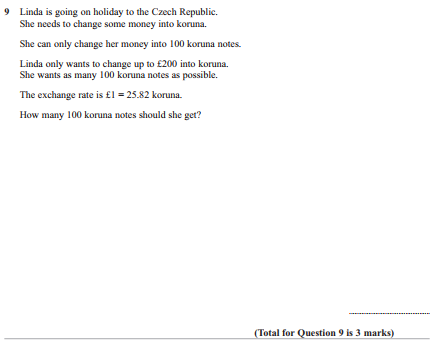 9 Linda is going on holiday to the Czech Republic.
She needs to change some money into koruna.
She can only change her money into 100 koruna notes.
Linda only wants to change up to £200 into koruna.
She wants as many 100 koruna notes as possible.
The exchange rate is £1 = 25.82 koruna.
How many 100 koruna notes should she get?
(Total for Question 9 is 3 marks)